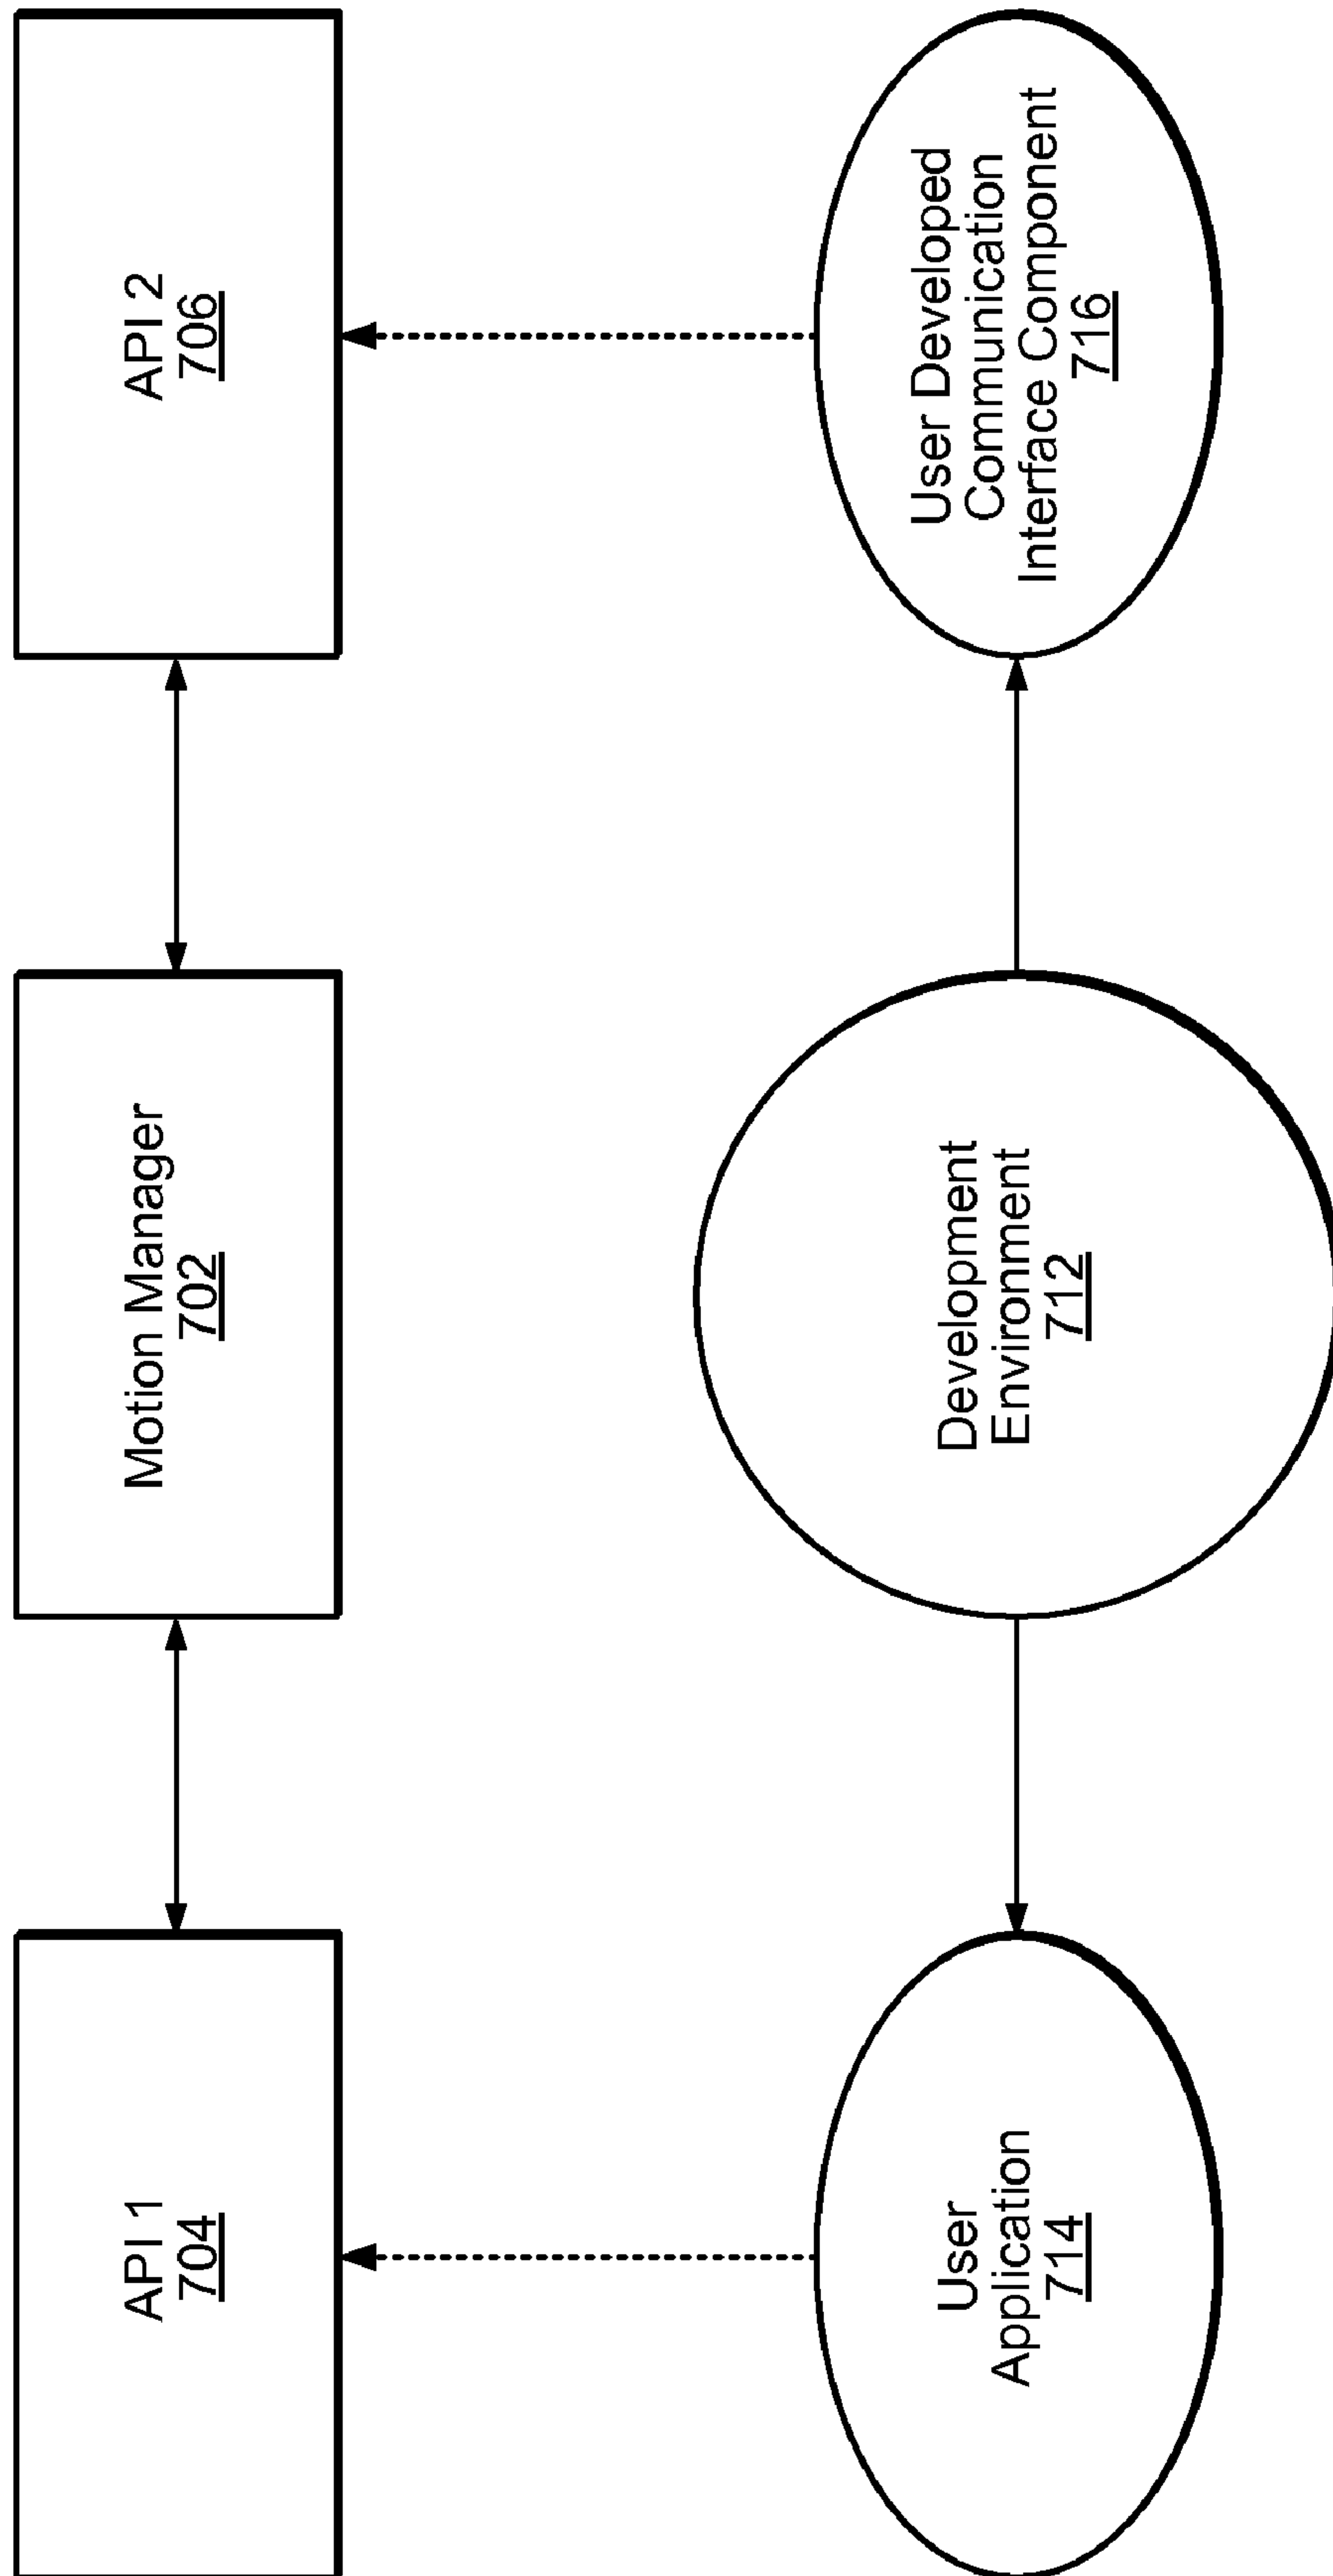 API 1
704
Motion Manager
702
API 2
706
User
Application
714
Development
Environment
712
User Developed
Communication
Interface Component
716